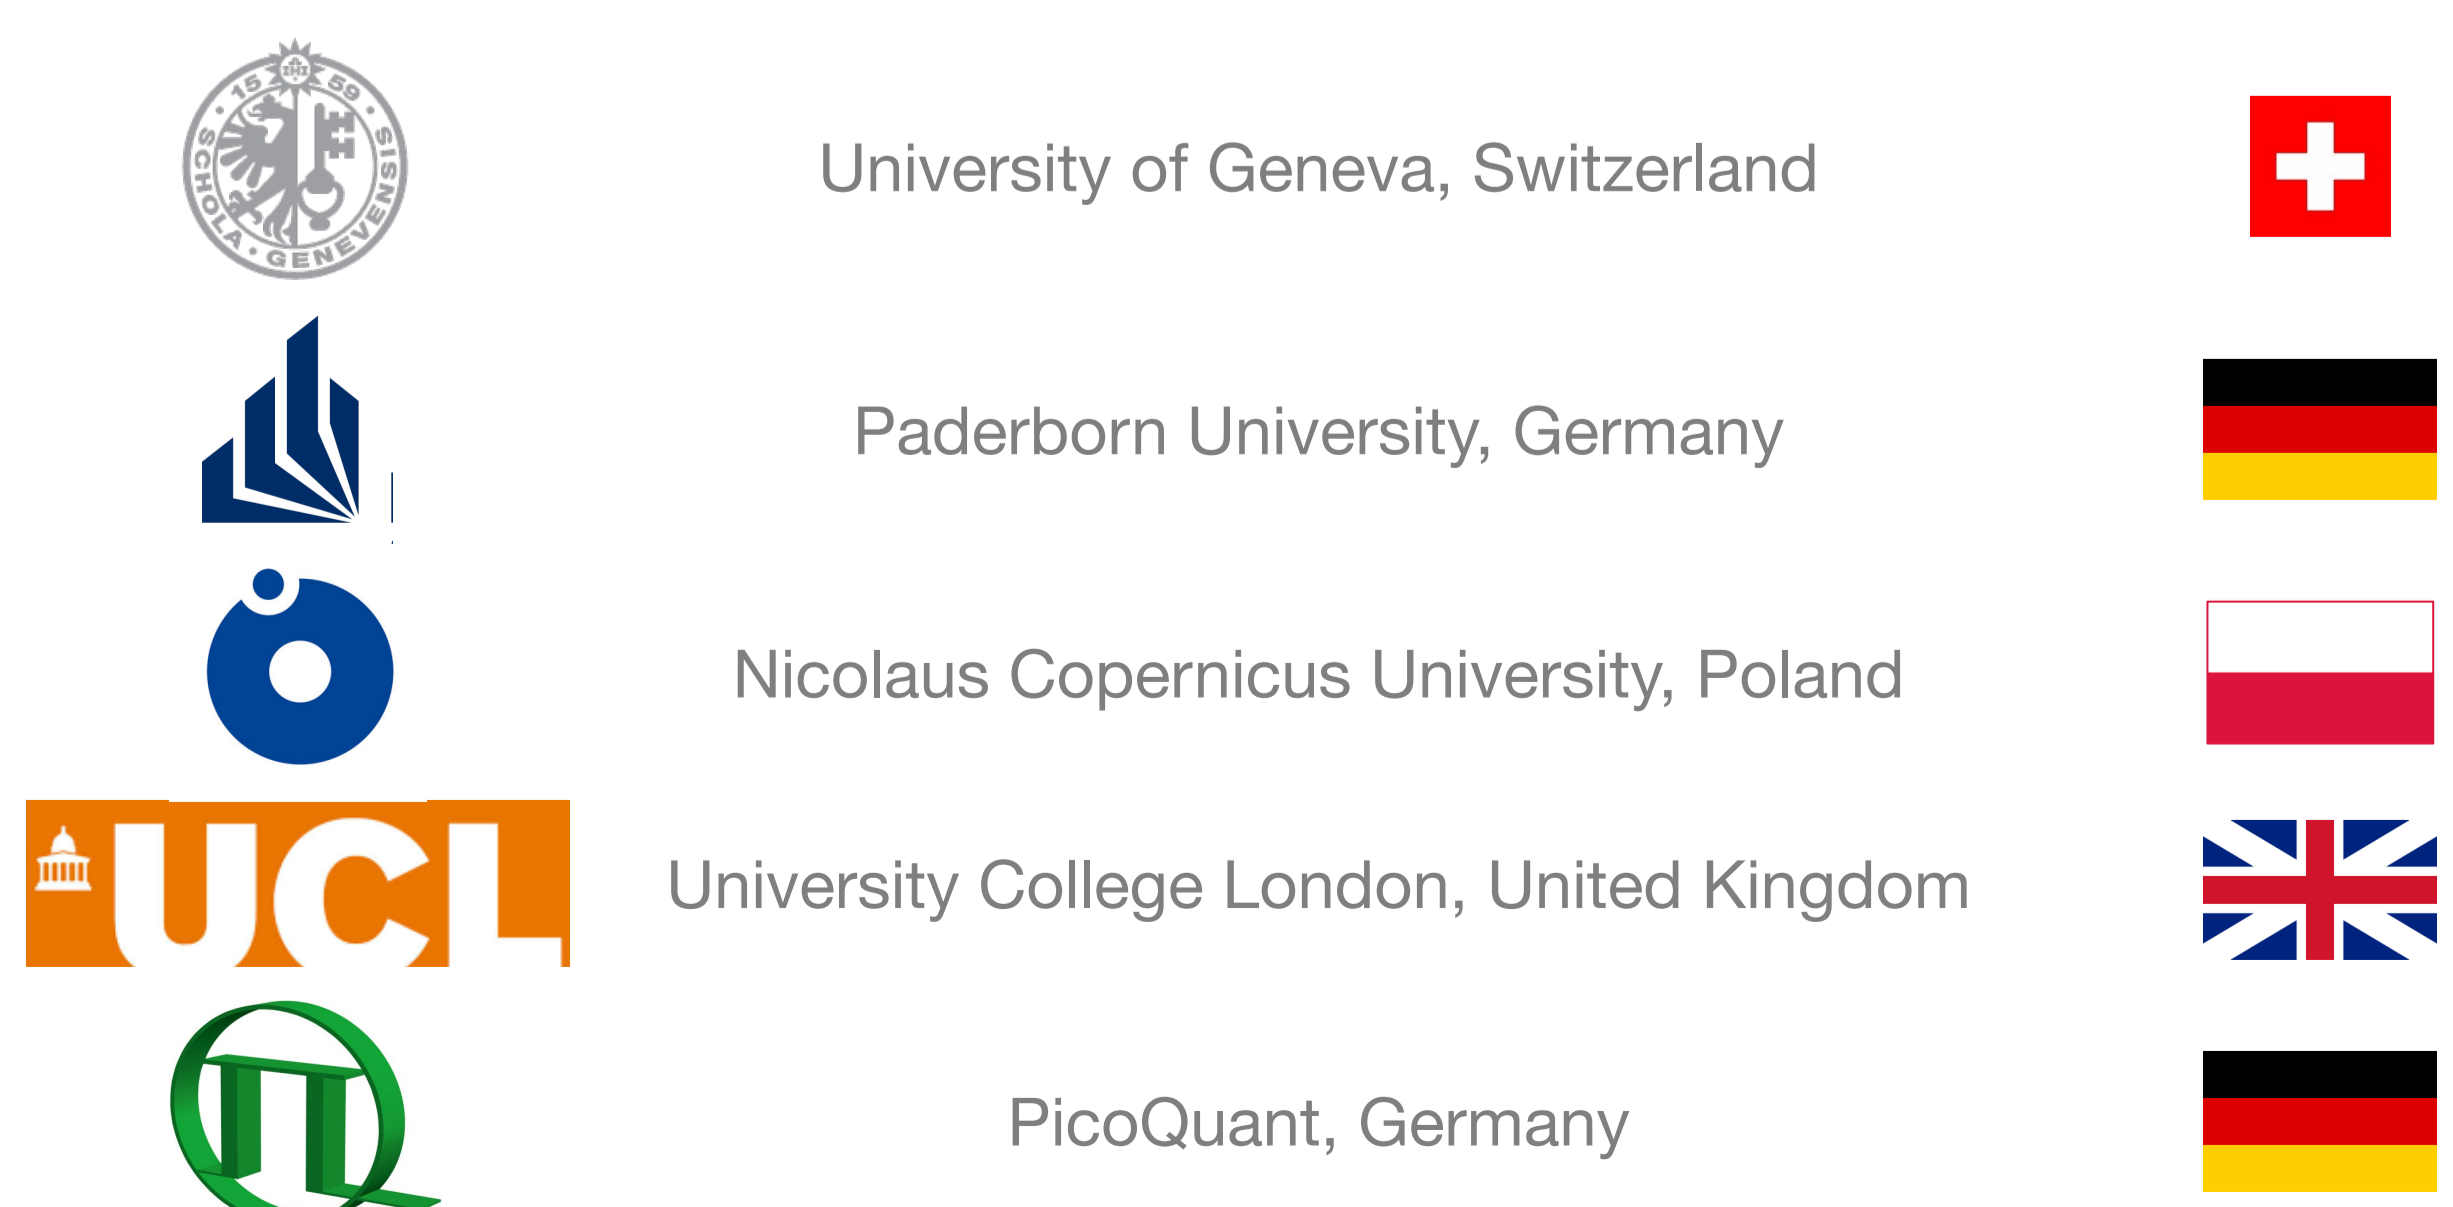 15 59
SCHOLA GENEVENSIS
IHI
University of Geneva, Switzerland
Paderborn University, Germany
Nicolaus Copernicus University, Poland
UCL
University College London, United Kingdom
PicoQuant, Germany